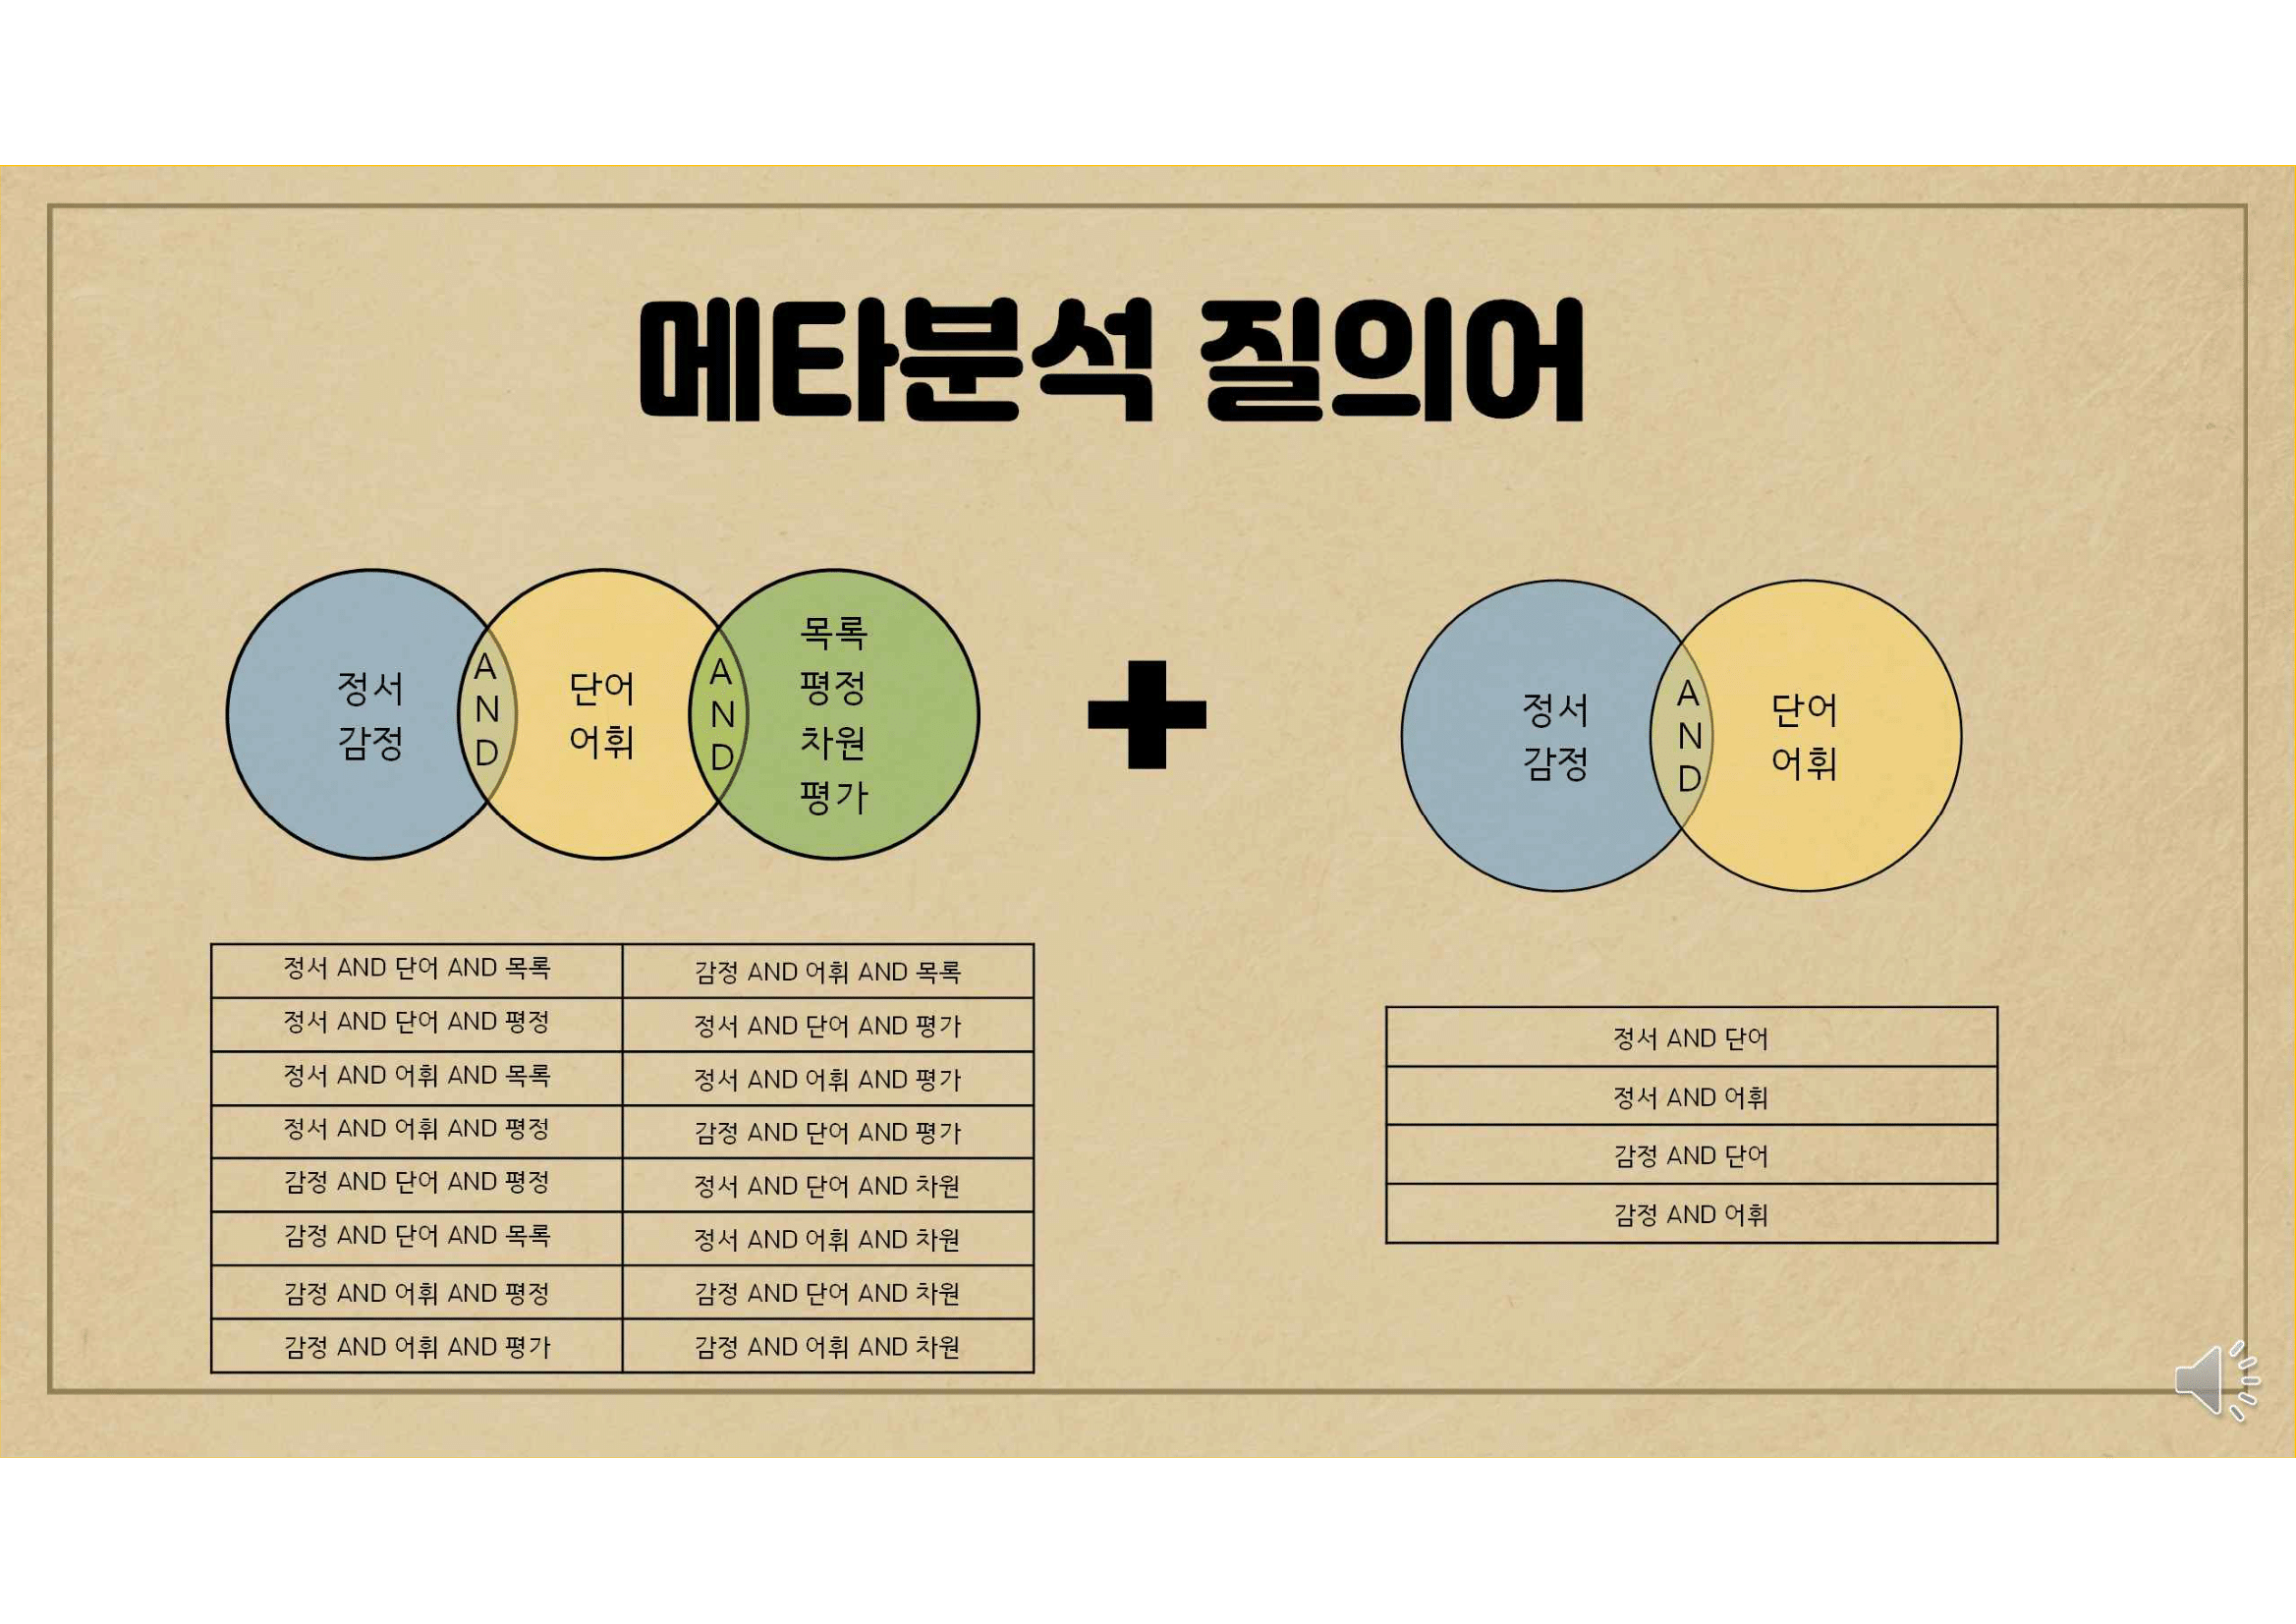 메타분석 질의어
정서
감정
AND
단어
어휘
AND
목록
평정
차원
평가
정서
감정
AND
단어
어휘
정서 AND 단어 AND 목록
감정 AND 어휘 AND 목록
정서 AND 단어 AND 평정
정서 AND 단어 AND 평가
정서 AND 어휘 AND 목록
정서 AND 어휘 AND 평가
정서 AND 어휘 AND 평정
감정 AND 단어 AND 평가
감정 AND 단어 AND 평정
정서 AND 단어 AND 차원
감정 AND 단어 AND 목록
정서 AND 어휘 AND 차원
감정 AND 어휘 AND 평정
감정 AND 단어 AND 차원
감정 AND 어휘 AND 평가
감정 AND 어휘 AND 차원
정서 AND 단어
정서 AND 어휘
감정 AND 단어
감정 AND 어휘